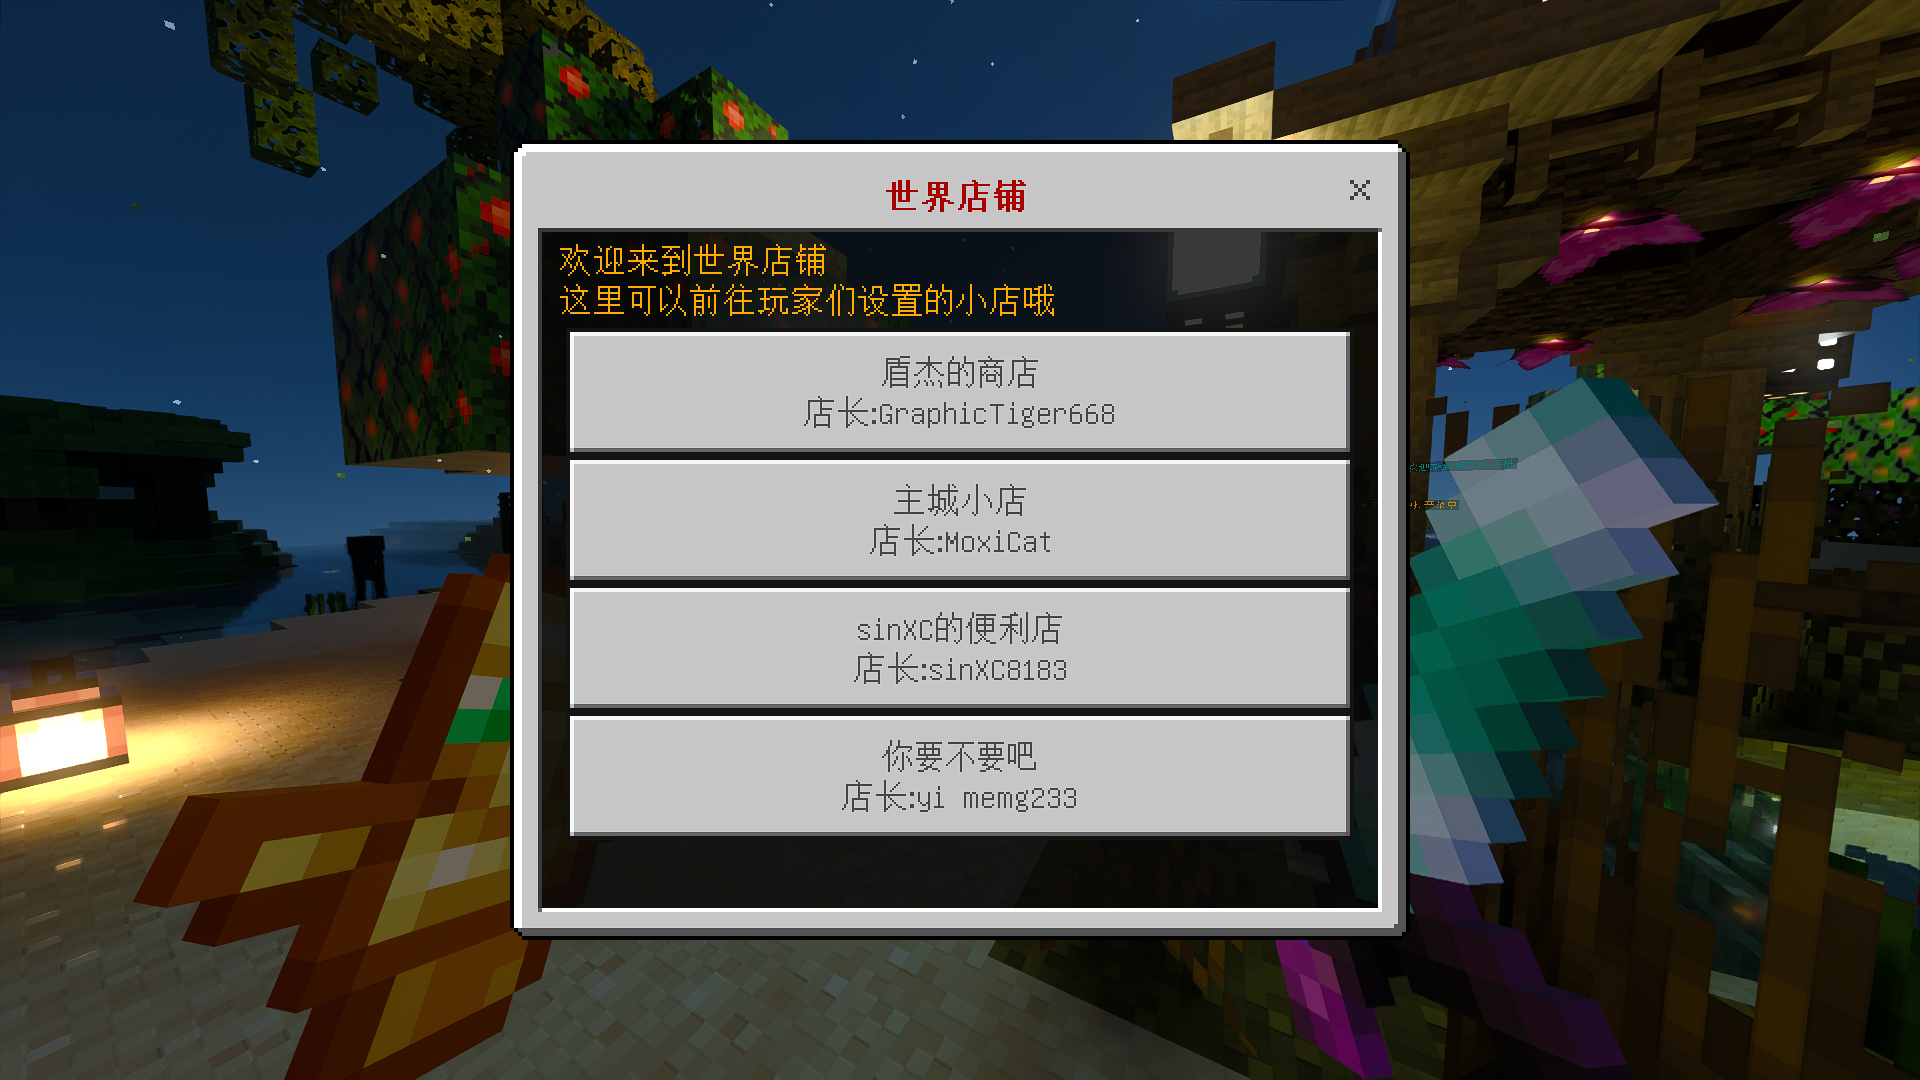 世界店铺
欢迎来到世界店铺
这里可以前往玩家们设置的小店哦
盾杰的商店
店长:GraphicTiger668
主城小店
店长:MoxiCat
sinXC的便利店
店长:sinXC8183
你要不要吧
店长:yi memg233